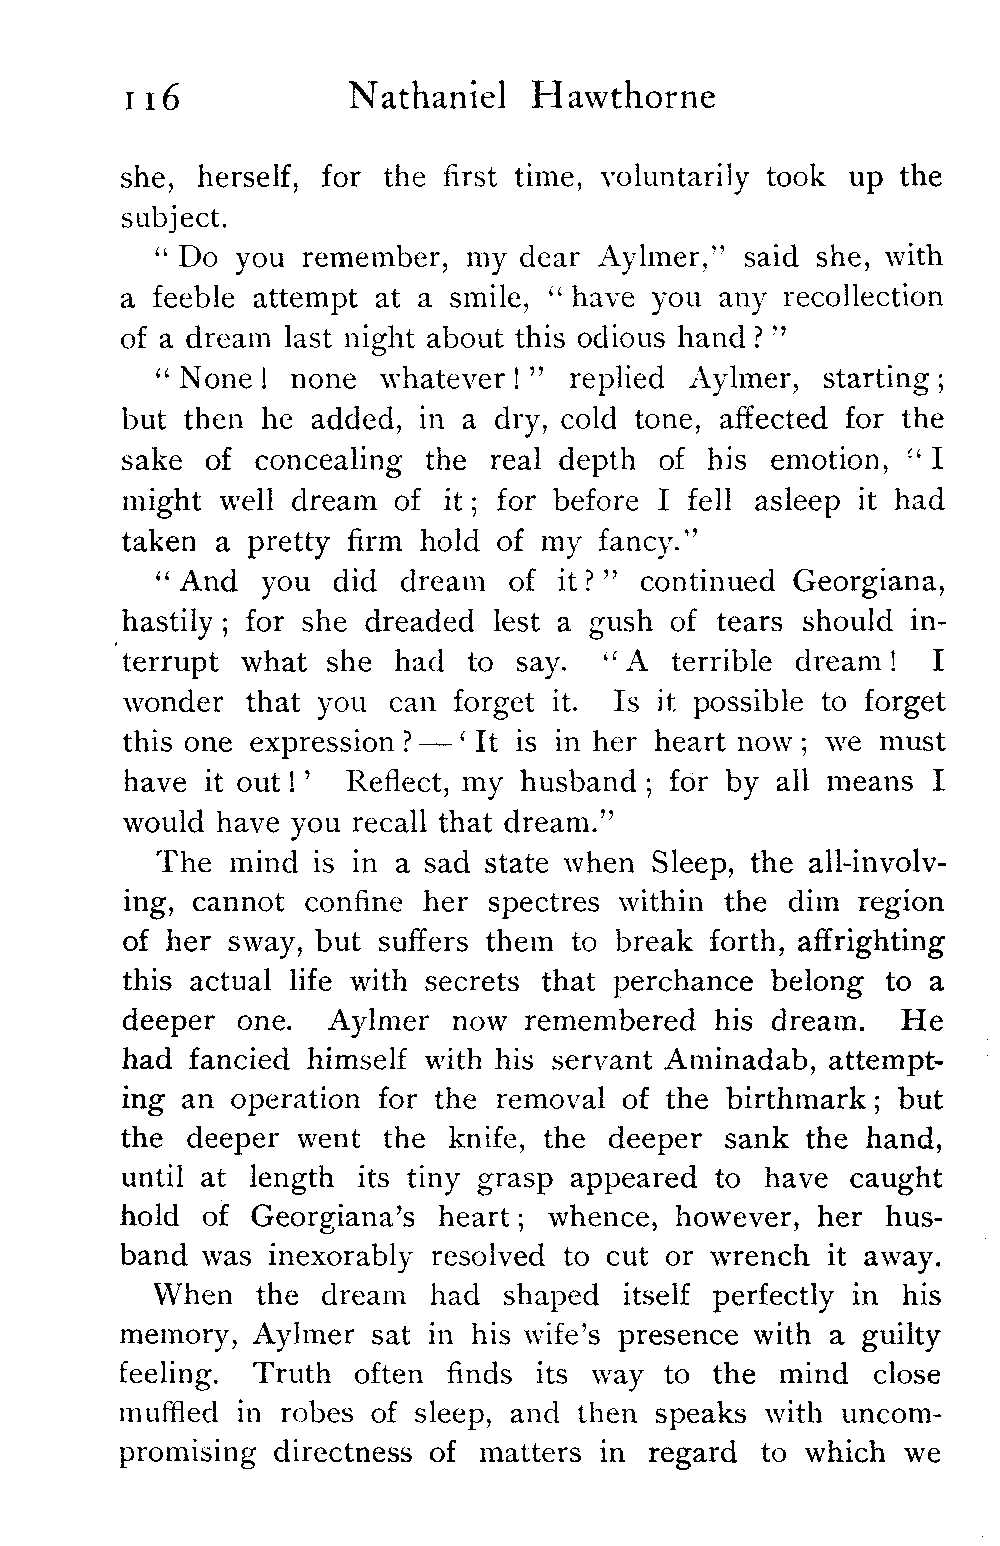 116 Nathaniel Hawthorne
she, herself, for the first time, voluntarily took up the
subject.
“ Do you remember, my dear Aylmer,” said she, with
a feeble attempt at a smile, “ have you any recollection
of a dream last night about this odious hand ? ”
“ None ! none whatever ! ” replied Aylmer, starting ;
but then he added, in a dry, cold tone, affected for the
sake of concealing the real depth of his emotion, “ I
might well dream of it ; for before I fell asleep it had
taken a pretty firm hold of my fancy.”
“ And you did dream of it ? ” continued Georgiana,
hastily ; for she dreaded lest a gush of tears should in-
terrupt what she had to say. “ A terrible dream ! I
wonder that you can forget it. Is it possible to forget
this one expression ? — ‘ It is in her heart now ; we must
have it out ! ’ Reflect, my husband ; for by all means I
would have you recall that dream.”
The mind is in a sad state when Sleep, the all-involv-
ing, cannot confine her spectres within the dim region
of her sway, but suffers them to break forth, affrighting
this actual life with secrets that perchance belong to a
deeper one. Aylmer now remembered his dream. He
had fancied himself with his servant Aminadab, attempt-
ing an operation for the removal of the birthmark ; but
the deeper went the knife, the deeper sank the hand,
until at length its tiny grasp appeared to have caught
hold of Georgiana’s heart ; whence, however, her hus-
band was inexorably resolved to cut or wrench it away.
When the dream had shaped itself perfectly in his
memory, Aylmer sat in his wife’s presence with a guilty
feeling. Truth often finds its way to the mind close
muffled in robes of sleep, and then speaks with uncom-
promising directness of matters in regard to which we